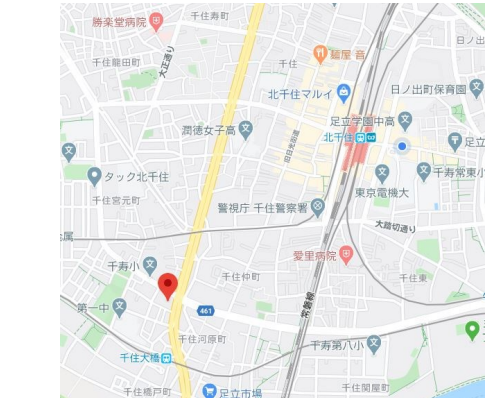 千住寿町
勝楽堂病院
大正通り
日ノ出
千住龍田町
千住
麺屋 音
北千住マルイ
日ノ出町保育園
足立学園中高
潤徳女子高
旧日光街道
北千住
足立
タック北千住
千寿常東小
東京電機大
千住宮元町
警視庁 千住警察署
大踏切通り
属
愛里病院
千寿小
千住仲町
千住東
第一中
常磐線
461
千住河原町
千寿第八小
千住大橋
千住橋戸町
足立市場
千住関屋町